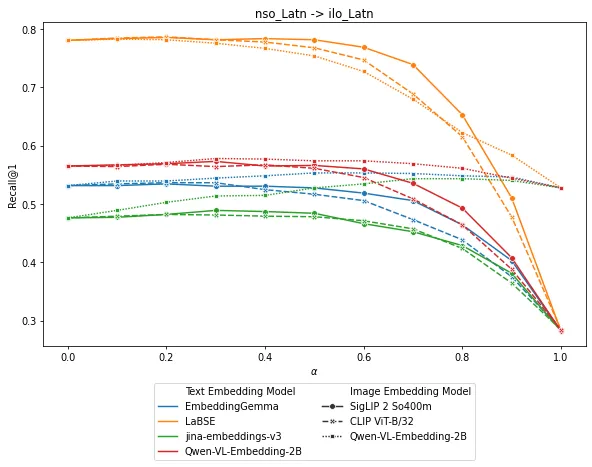 nso_Latn -> ilo_Latn
0.8
0.7
0.6
0.5
0.4
0.3
Recall@1
0.0 0.2 0.4 0.6 0.8 1.0
α
Text Embedding Model Image Embedding Model
EmbeddingGemma SigLIP 2 So400m
LaBSE CLIP ViT-B/32
jina-embeddings-v3 Qwen-VL-Embedding-2B
Qwen-VL-Embedding-2B